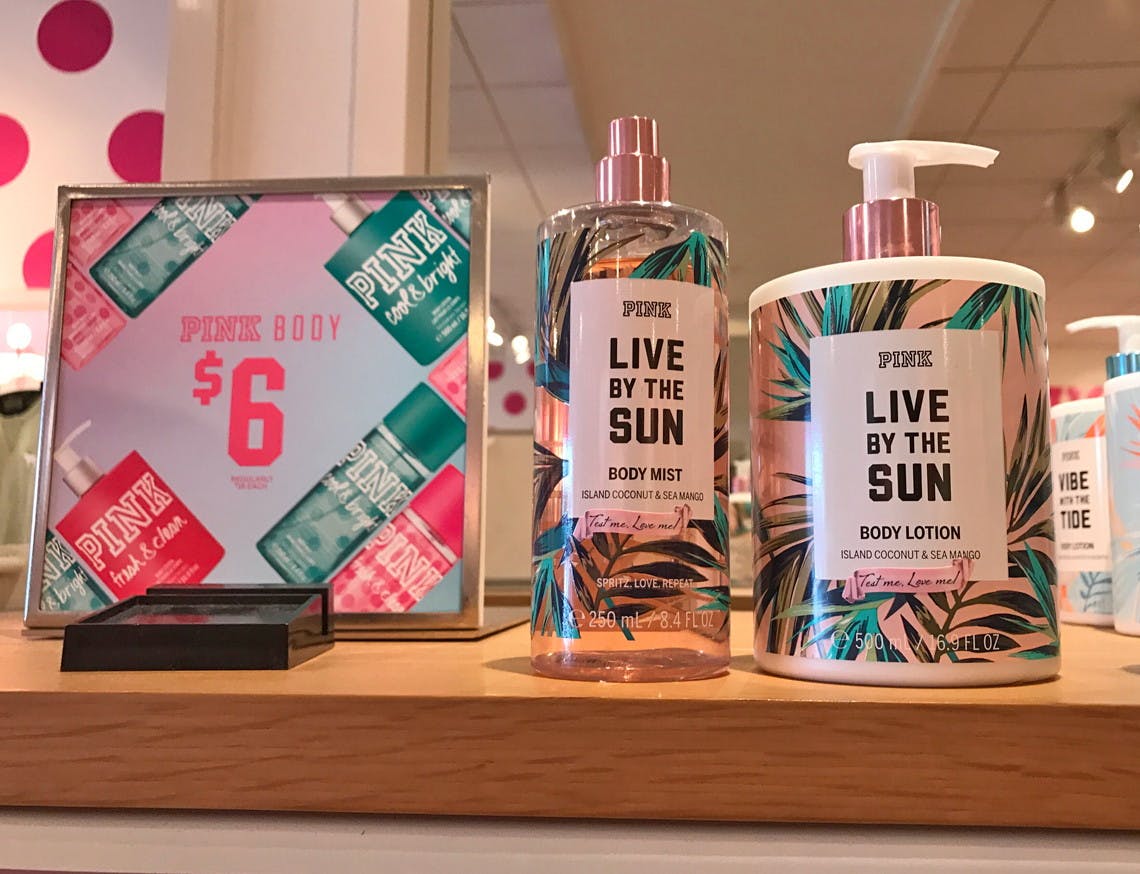 PINK BODY
$6
REGULARLY
PINK
cool & bright
PINK
fresh & clean
PINK
cool & bright
PINK
PINK
LIVE
BY THE
SUN
BODY MIST
ISLAND COCONUT & SEA MANGO
Test me, Love me!
SPRITZ, LOVE, REPEAT
e 250 mL / 8.4 FL OZ
PINK
LIVE
BY THE
SUN
BODY LOTION
ISLAND COCONUT & SEA MANGO
Test me, Love me!
e 500 mL / 16.9 FL OZ
PINK
VIBE
WITH THE
TIDE
BODY LOTION